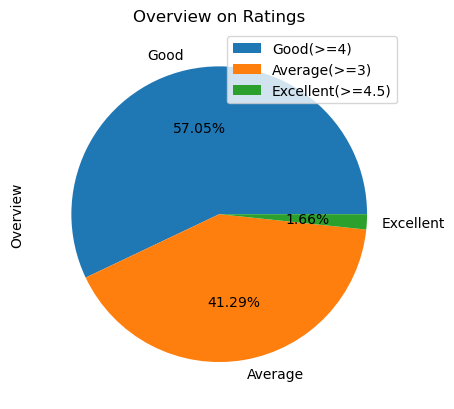 Overview on Ratings
Good
Good(>=4)
Average(>=3)
Excellent(>=4.5)
57.05%
Overview
1.66%
Excellent
41.29%
Average